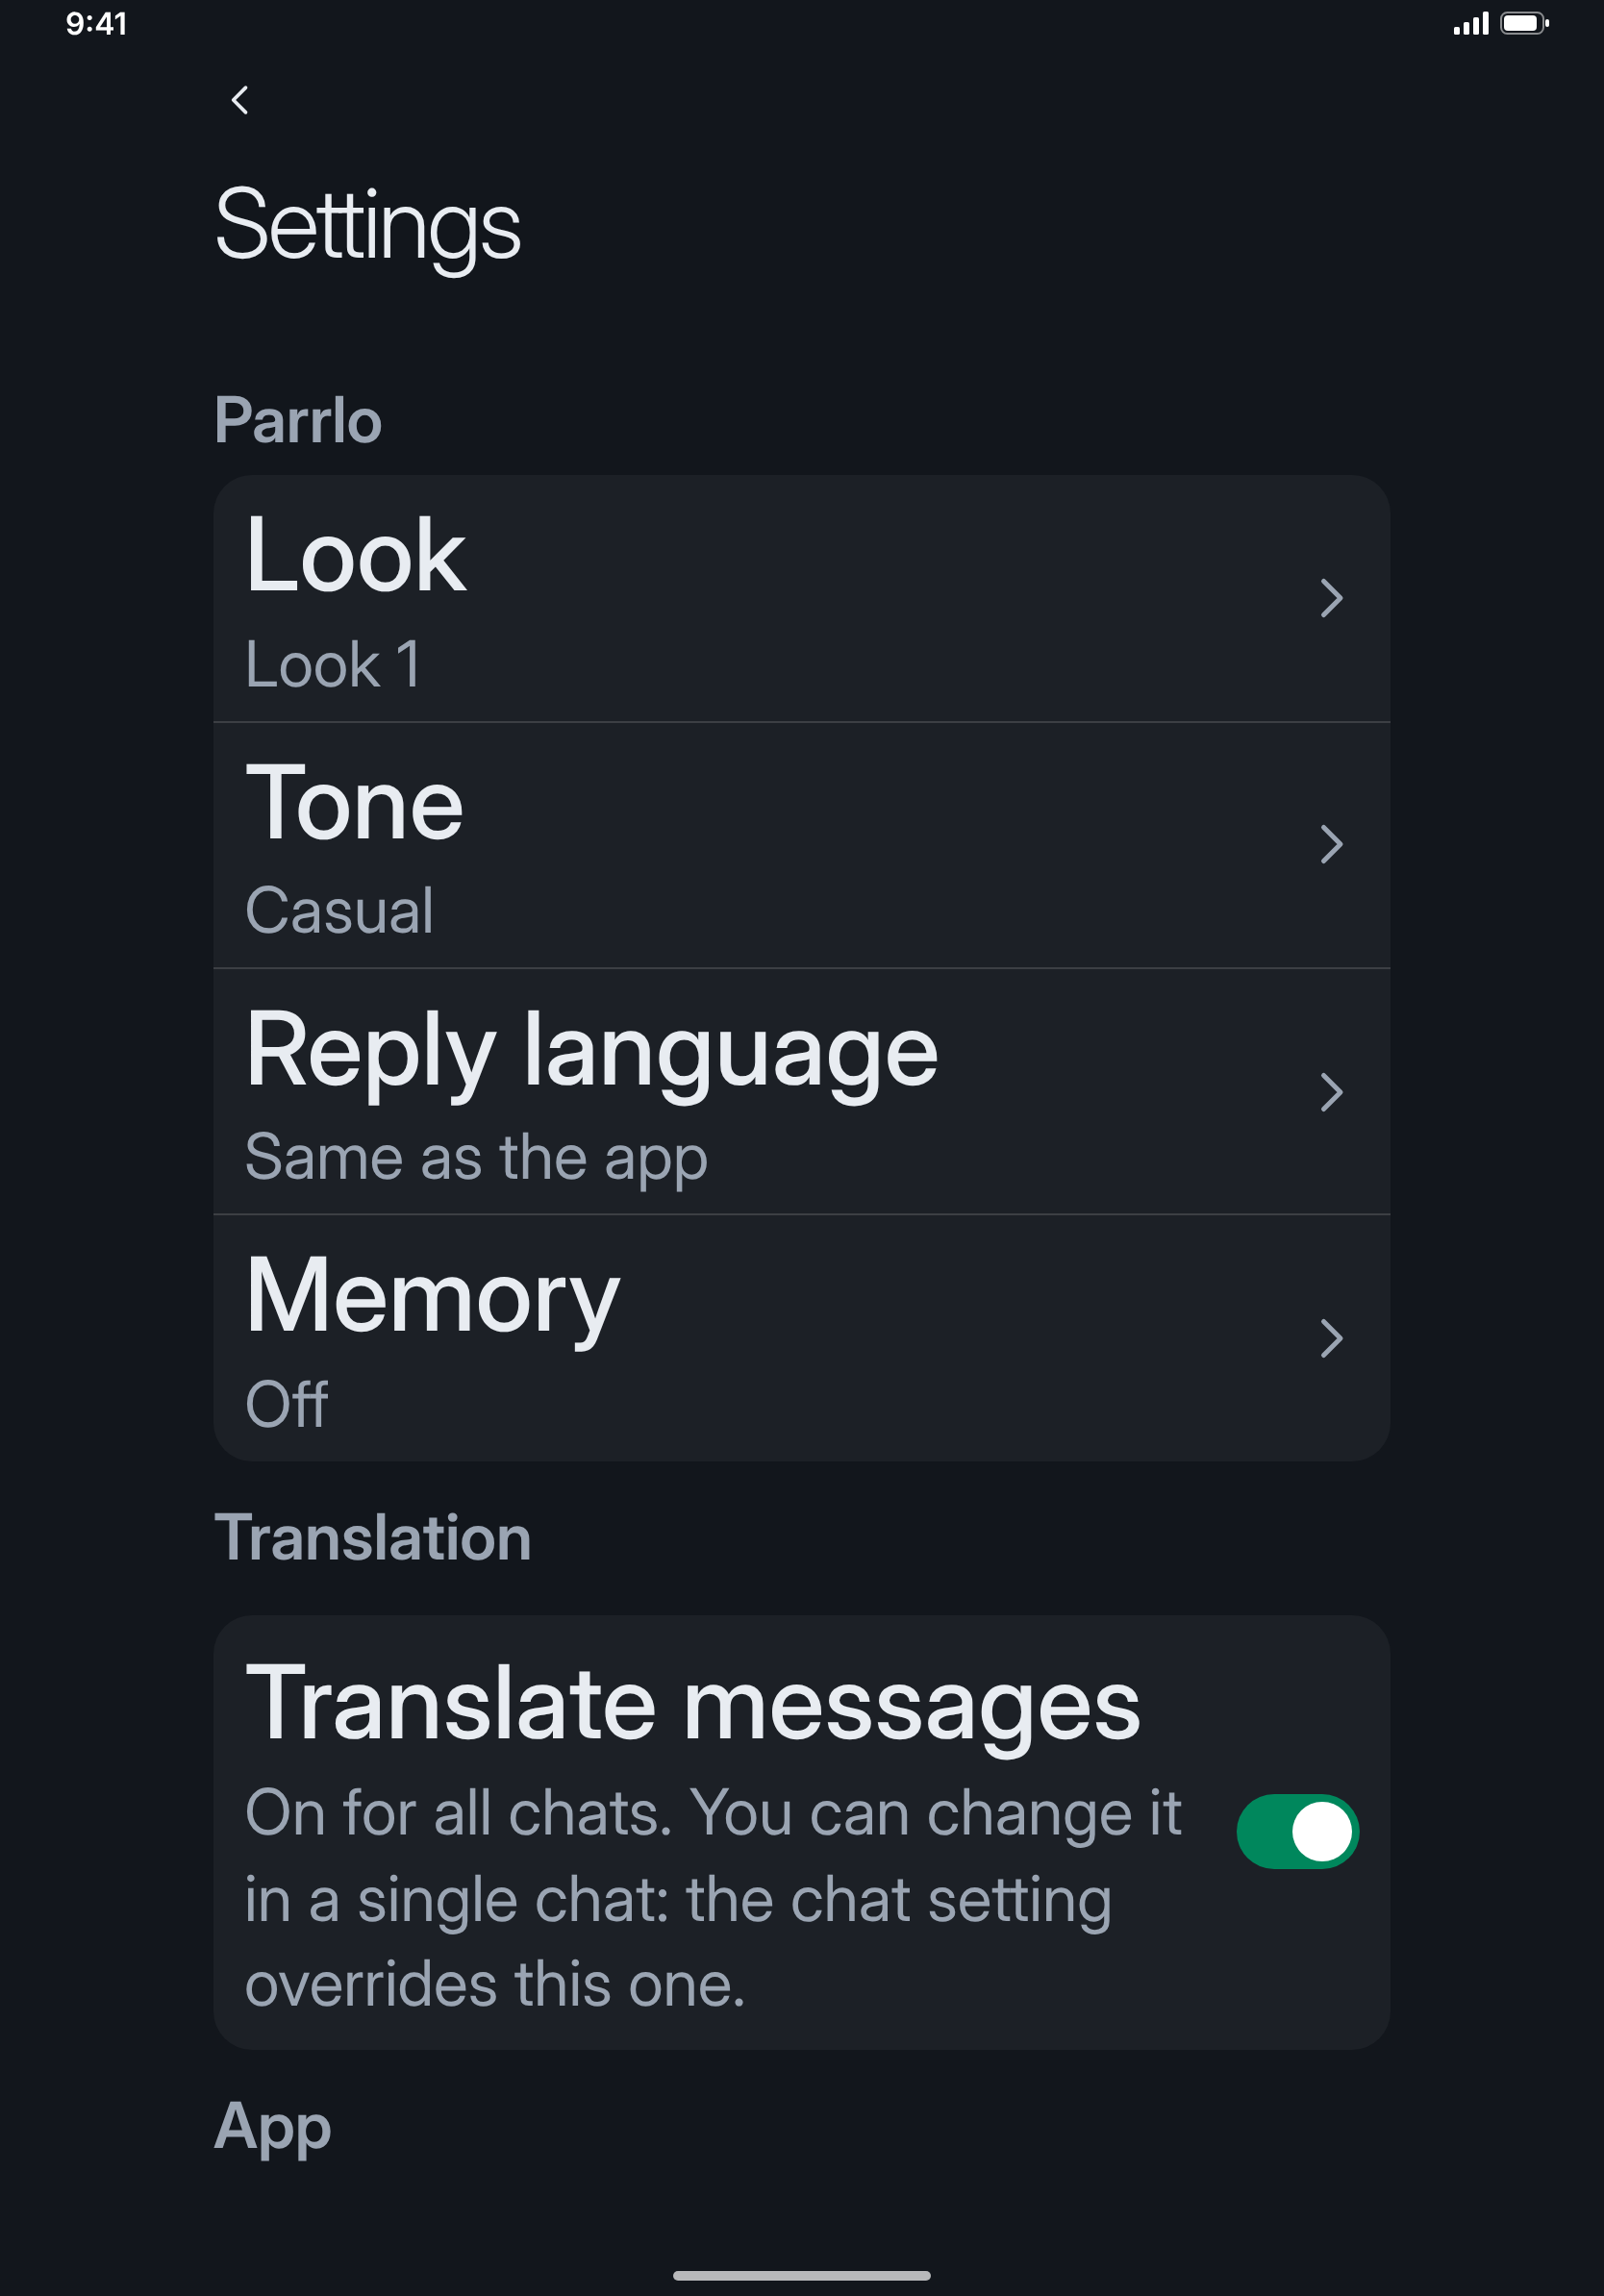 9:41
Settings
Parrlo
Look
Look 1
Tone
Casual
Reply language
Same as the app
Memory
Off
Translation
Translate messages
On for all chats. You can change it
in a single chat: the chat setting
overrides this one.
App